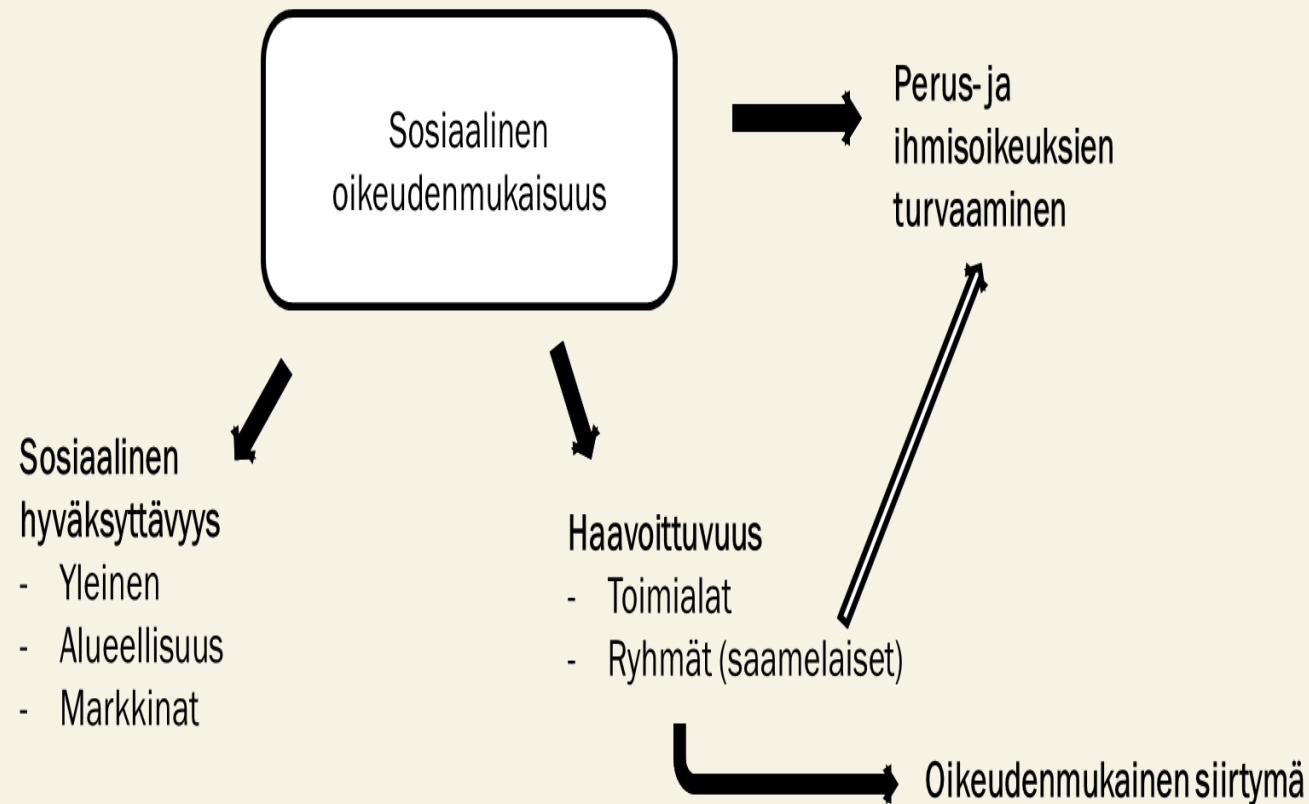 Sosiaalinen
oikeudenmukaisuus
Perus- ja
ihmisoikeuksien
turvaaminen
Sosiaalinen
hyväksyttävyys
- Yleinen
- Alueellisuus
- Markkinat
Haavoittuvuus
- Toimialat
- Ryhmät (saamelaiset)
Oikeudenmukainen siirtymä